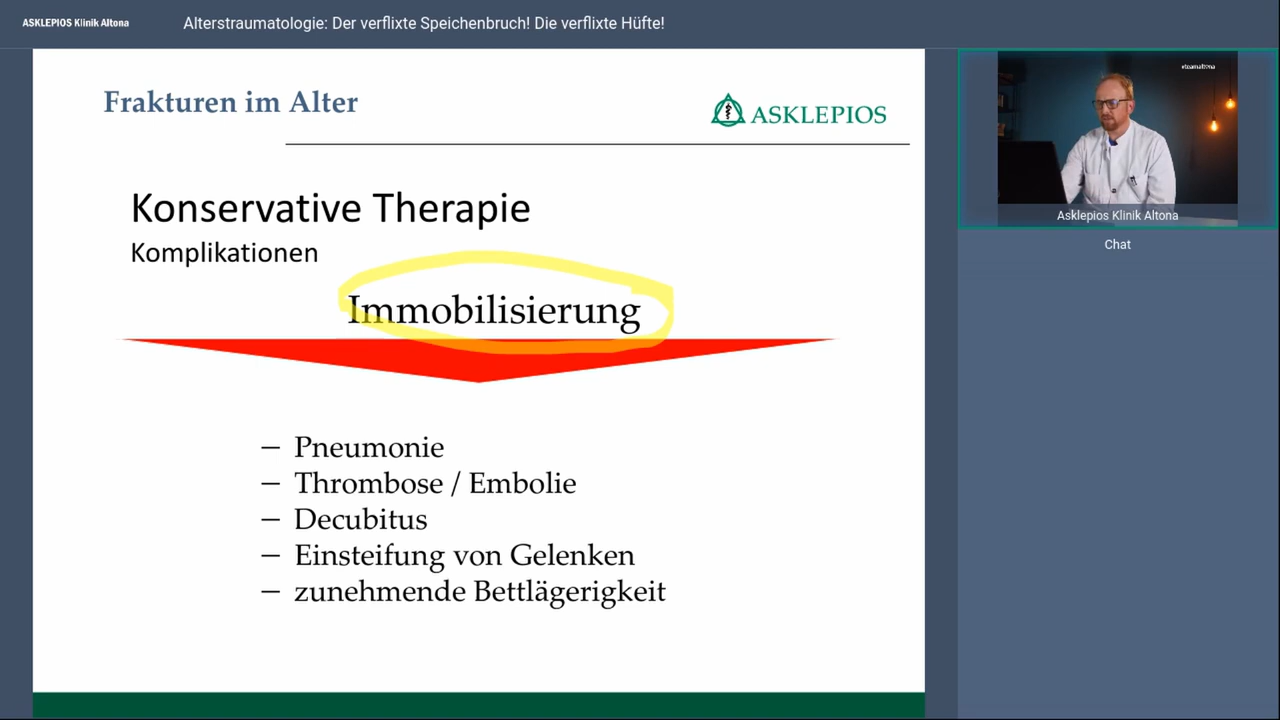 ASKLEPIOS Klinik Altona
Alterstraumatologie: Der verflixte Speichenbruch! Die verflixte Hüfte!
Frakturen im Alter
ASKLEPIOS
Konservative Therapie
Komplikationen
Immobilisierung
– Pneumonie
– Thrombose / Embolie
– Decubitus
– Einsteifung von Gelenken
– zunehmende Bettlägerigkeit
#teamaltona
Asklepios Klinik Altona
Chat